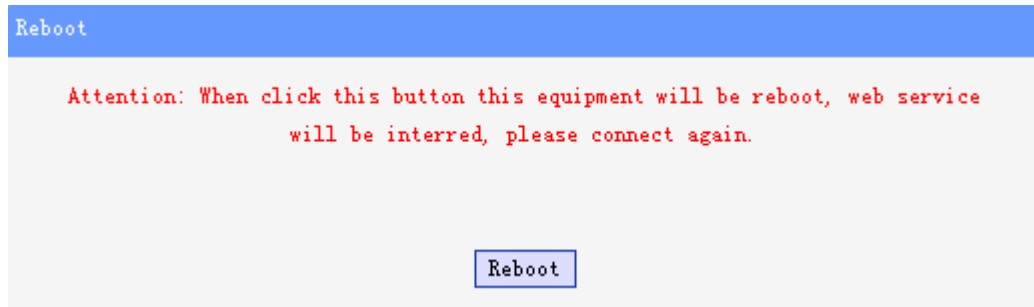 Reboot
Attention: When click this button this equipment will be reboot, web service
will be interred, please connect again.
Reboot